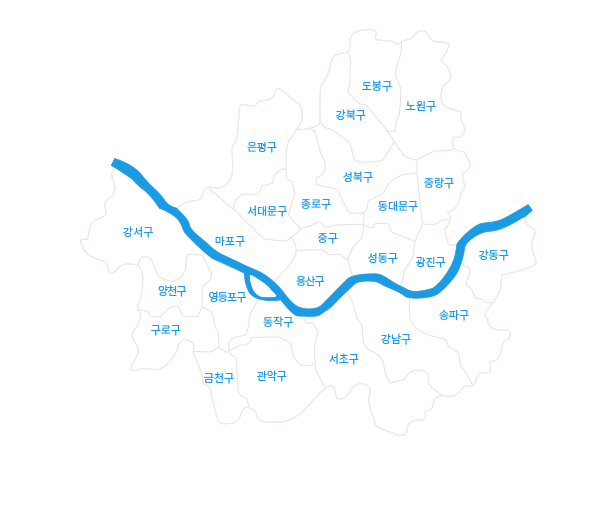 도봉구
노원구
강북구
은평구
성북구
중랑구
서대문구
종로구
동대문구
강서구
마포구
중구
성동구
광진구
강동구
양천구
영등포구
용산구
구로구
동작구
송파구
강남구
서초구
금천구
관악구